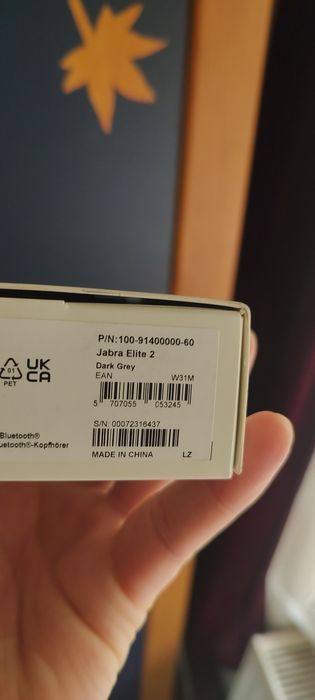 P/N:100-91400000-60
Jabra Elite 2
Dark Grey
EAN W31M
5 707055 053245
S/N: 00072316437
MADE IN CHINA LZ
01
PET
UK
CA
Bluetooth®
uetooth®-Kopfhörer